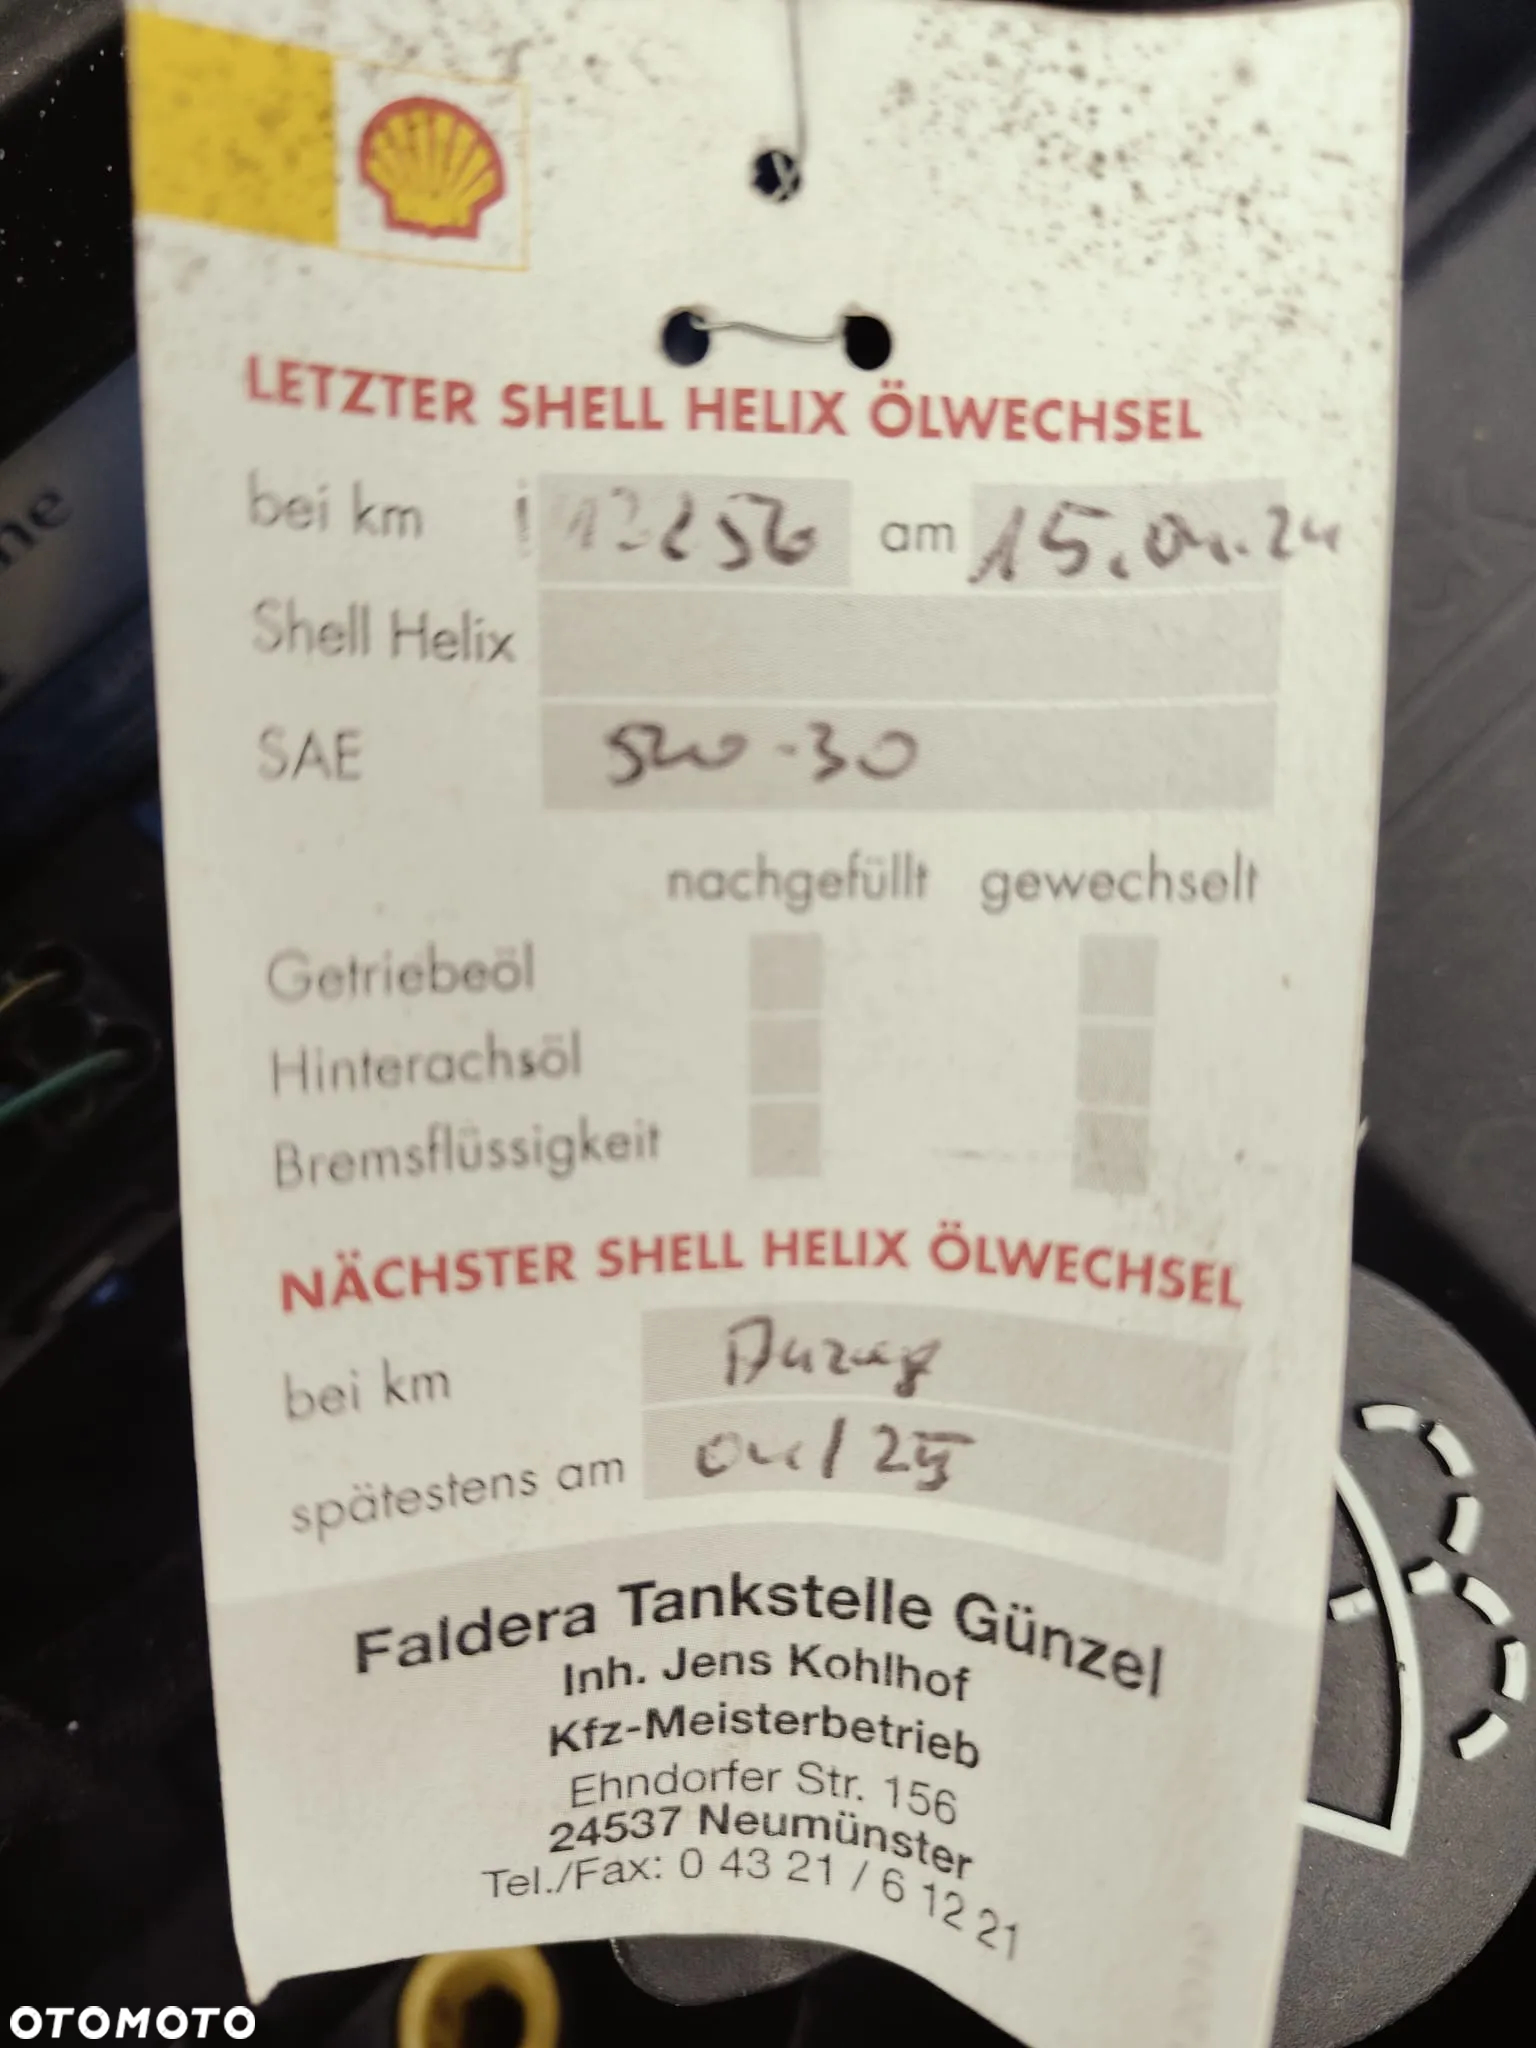 LETZTER SHELL HELIX ÖLWECHSEL
bei km am 15.04.24
Shell Helix
SAE 5W-30
nachgefüllt gewechselt
Getriebeöl
Hinterachsöl
Bremsflüssigkeit
NÄCHSTER SHELL HELIX ÖLWECHSEL
bei km Anzeige
spätestens am 04/25
Faldera Tankstelle Günzel
Inh. Jens Kohlhof
Kfz-Meisterbetrieb
Ehndorfer Str. 156
24537 Neumünster
Tel./Fax: 0 43 21 / 6 12 21
OTOMOTO